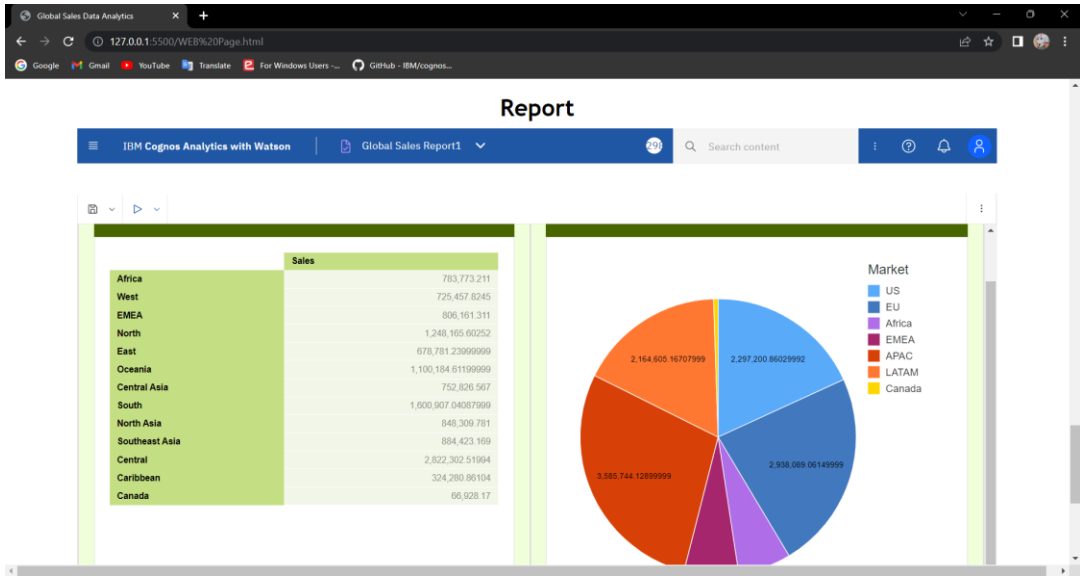 Global Sales Data Analytics
127.0.0.1:5500/WEB%20Page.html
Google Gmail YouTube Translate For Windows Users -... GitHub - IBM/cognos...
Report
IBM Cognos Analytics with Watson Global Sales Report1 Search content
Sales
Africa 783,773.211
West 725,457.8245
EMEA 806,161.311
North 1,248,165.60252
East 678,781.23999999
Oceania 1,100,184.61199999
Central Asia 752,826.567
South 1,600,907.04087999
North Asia 848,309.781
Southeast Asia 884,423.169
Central 2,822,302.51994
Caribbean 324,280.86104
Canada 66,928.17
Market
US
EU
Africa
EMEA
APAC
LATAM
Canada
2,164,605.16707999 2,297,200.86029992
2,938,089.06149999
3,585,744.12899999